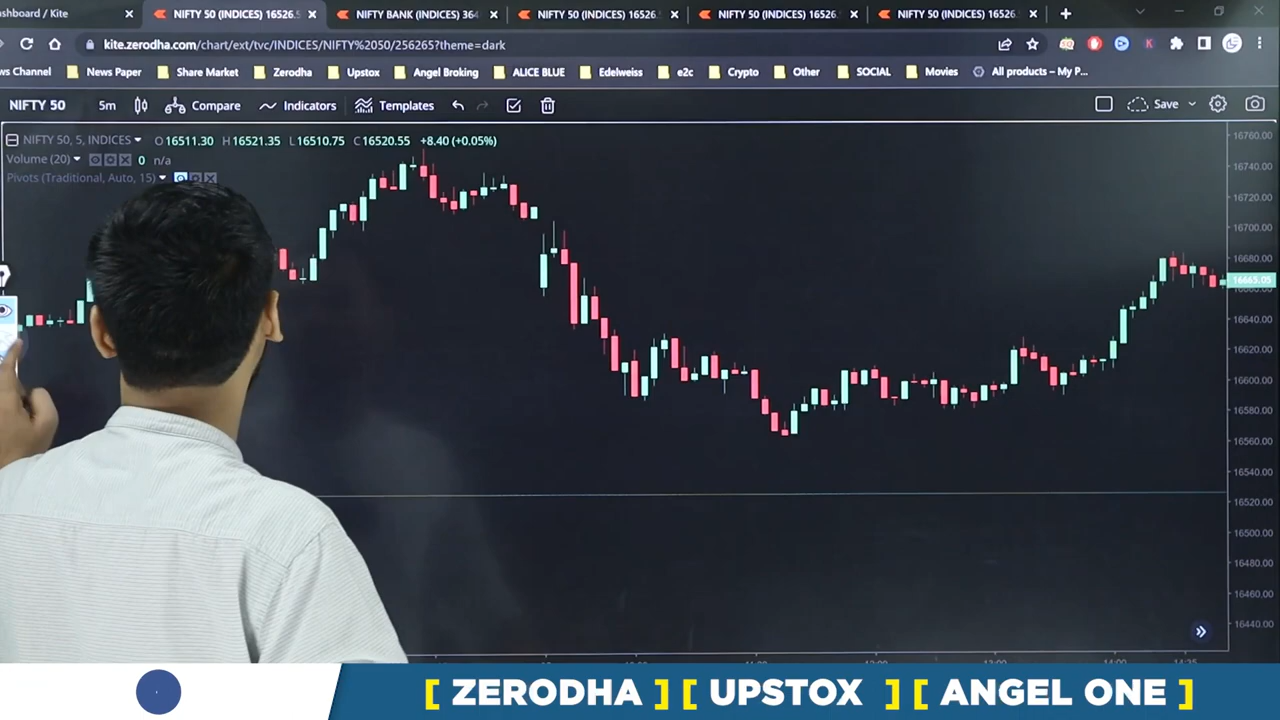 ashboard / Kite
NIFTY 50 (INDICES) 16526.5
NIFTY BANK (INDICES) 364
NIFTY 50 (INDICES) 16526.
NIFTY 50 (INDICES) 16526
NIFTY 50 (INDICES) 16526.
kite.zerodha.com/chart/ext/tvc/INDICES/NIFTY%2050/256265?theme=dark
ws Channel
News Paper
Share Market
Zerodha
Upstox
Angel Broking
ALICE BLUE
Edelweiss
e2c
Crypto
Other
SOCIAL
Movies
All products – My P...
NIFTY 50
5m
Compare
Indicators
Templates
Save
NIFTY 50, 5, INDICES
O16511.30 H16521.35 L16510.75 C16520.55 +8.40 (+0.05%)
Volume (20)
0 n/a
Pivots (Traditional, Auto, 15)
16760.00
16740.00
16720.00
16700.00
16680.00
16665.05
16640.00
16620.00
16600.00
16580.00
16560.00
16540.00
16520.00
16500.00
16480.00
16460.00
16440.00
[ ZERODHA ] [ UPSTOX ] [ ANGEL ONE ]